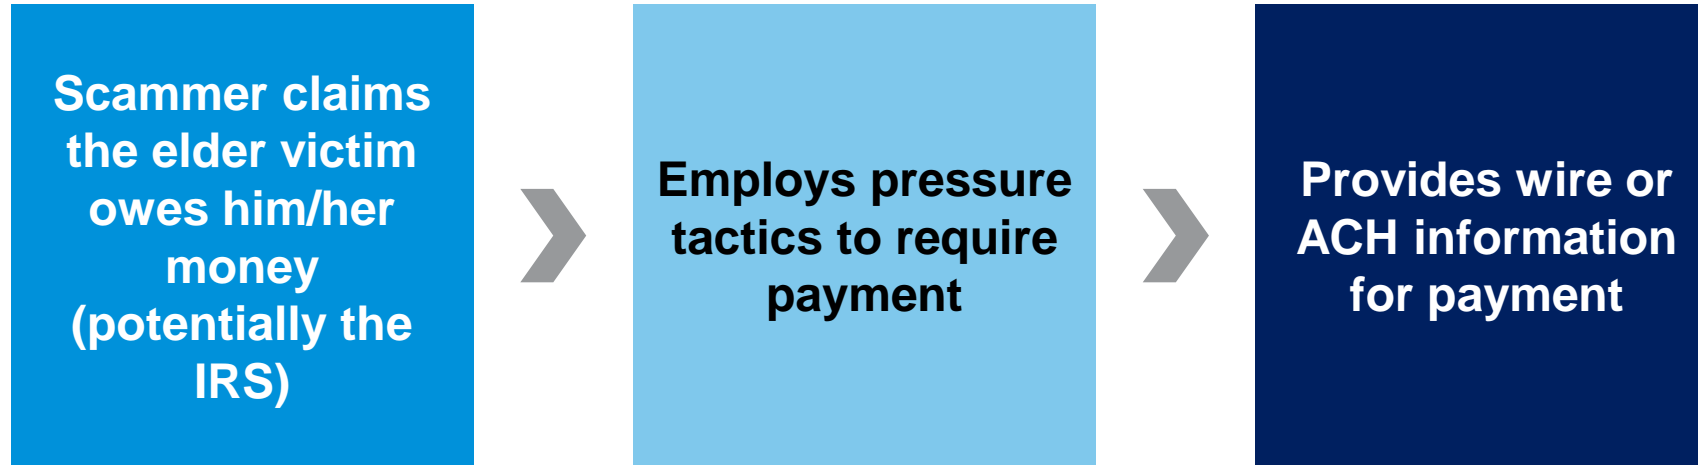 Scammer claims
the elder victim
owes him/her
money
(potentially the
IRS)
Employs pressure
tactics to require
payment
Provides wire or
ACH information
for payment